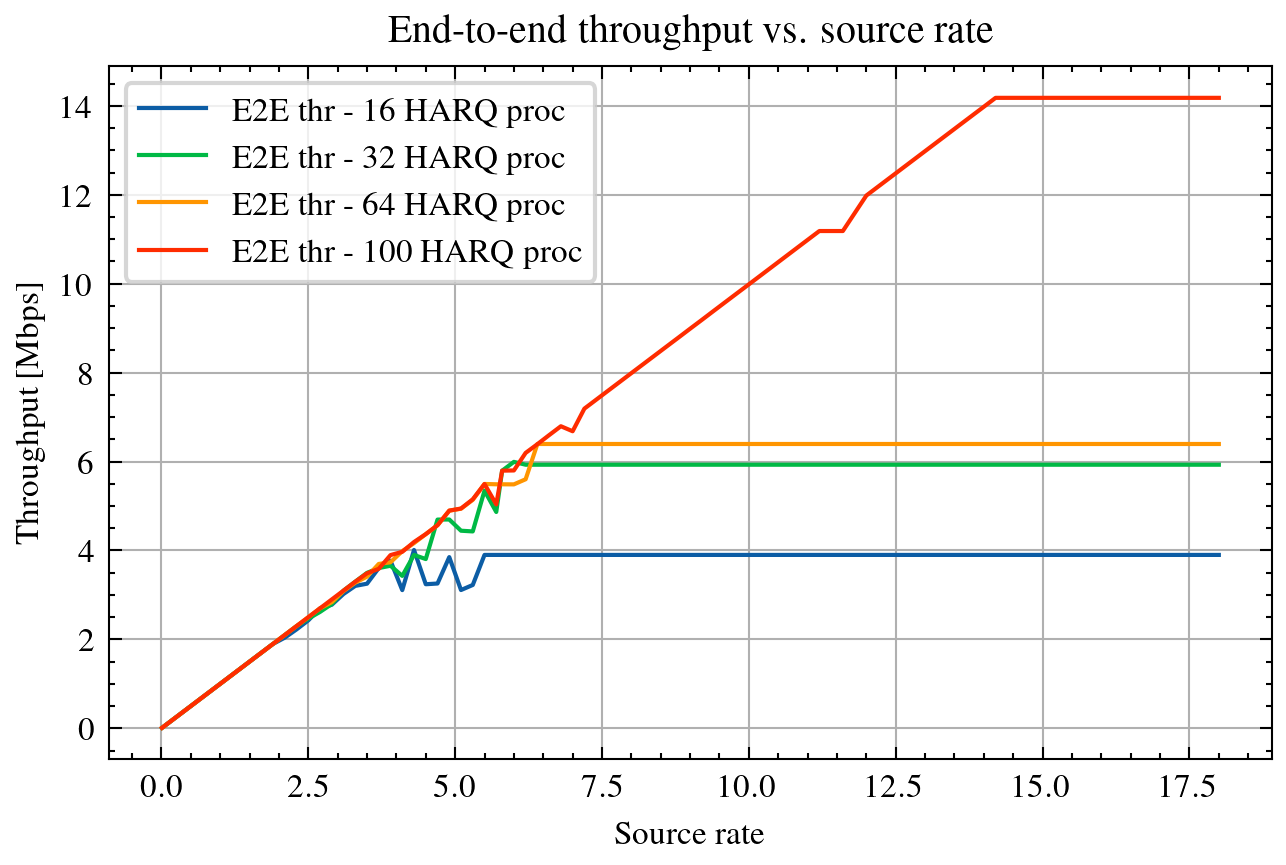 End-to-end throughput vs. source rate
E2E thr - 16 HARQ proc
E2E thr - 32 HARQ proc
E2E thr - 64 HARQ proc
E2E thr - 100 HARQ proc
Throughput [Mbps]
14
12
10
8
6
4
2
0
0.0 2.5 5.0 7.5 10.0 12.5 15.0 17.5
Source rate